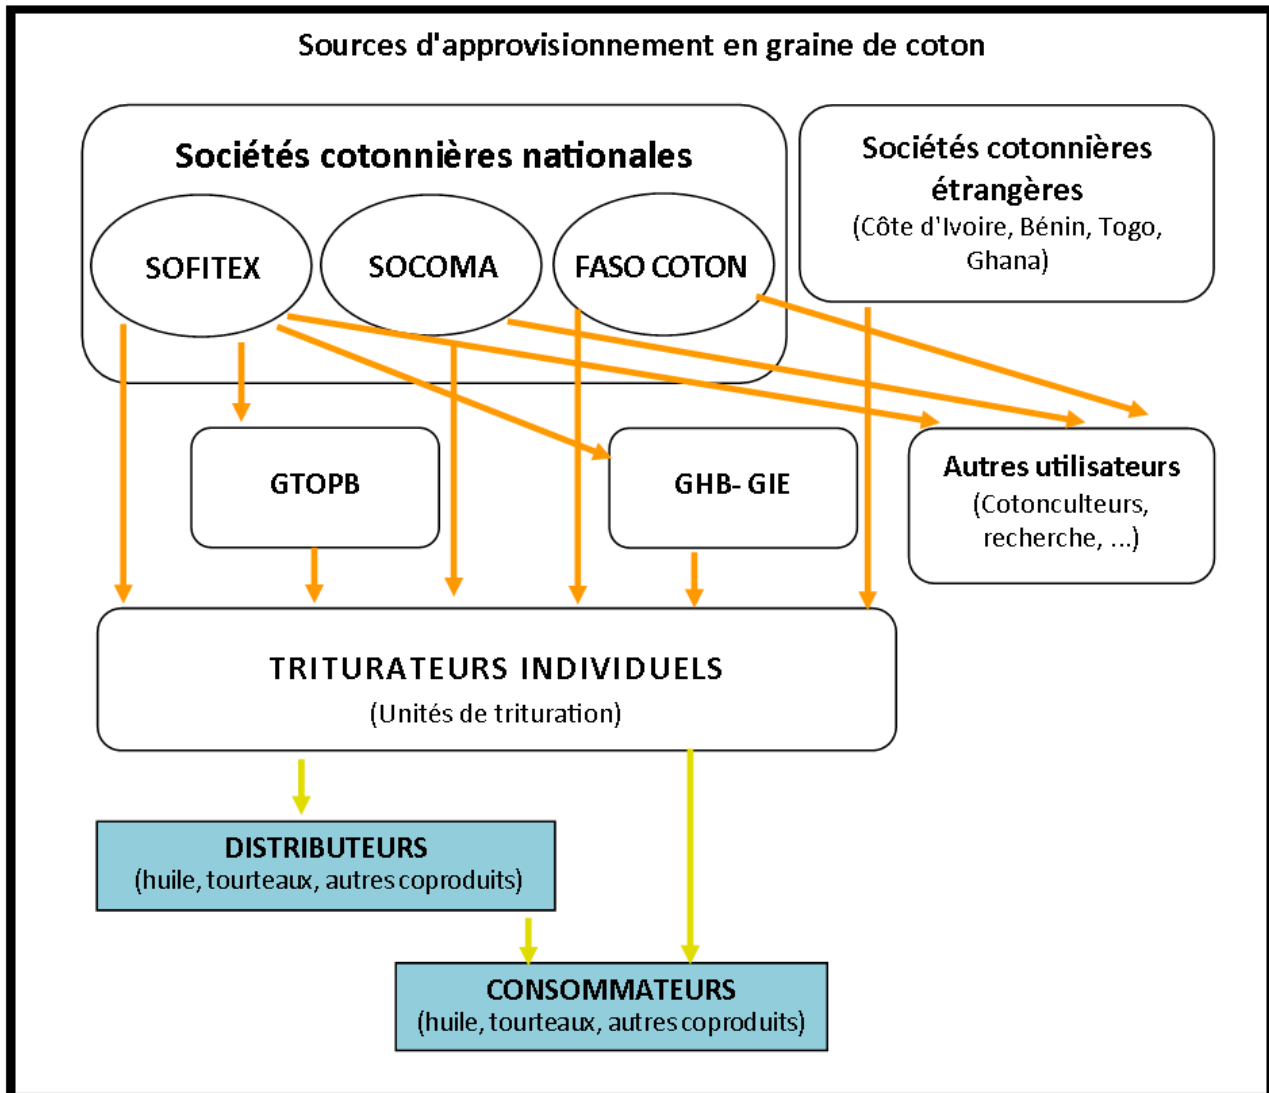 Sources d'approvisionnement en graine de coton
Sociétés cotonnières nationales
SOFITEX
SOCOMA
FASO COTON
Sociétés cotonnières
étrangères
(Côte d'Ivoire, Bénin, Togo,
Ghana)
GTOPB
GHB- GIE
Autres utilisateurs
(Cotonculteurs,
recherche, ...)
TRITURATEURS INDIVIDUELS
(Unités de trituration)
DISTRIBUTEURS
(huile, tourteaux, autres coproduits)
CONSOMMATEURS
(huile, tourteaux, autres coproduits)